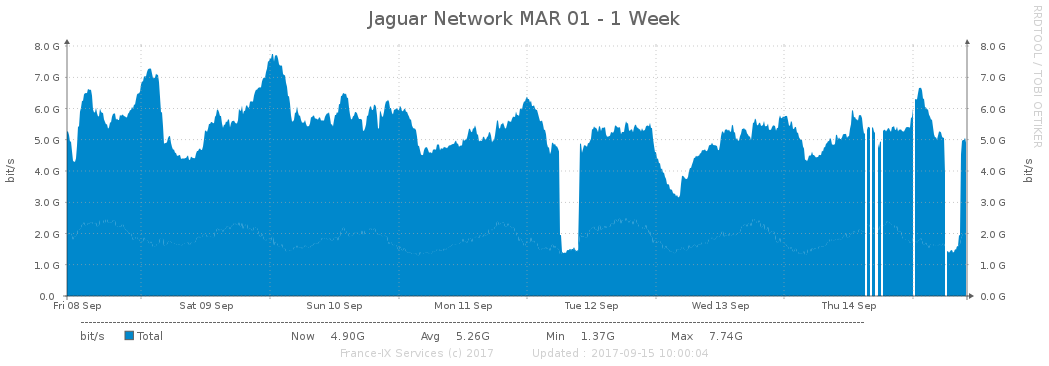 Jaguar Network MAR 01 - 1 Week
RRDTOOL / TOBI OETIKER
bit/s
8.0 G
7.0 G
6.0 G
5.0 G
4.0 G
3.0 G
2.0 G
1.0 G
0.0
8.0 G
7.0 G
6.0 G
5.0 G
4.0 G
3.0 G
2.0 G
1.0 G
0.0 G
bit/s
Fri 08 Sep Sat 09 Sep Sun 10 Sep Mon 11 Sep Tue 12 Sep Wed 13 Sep Thu 14 Sep
bit/s Total Now 4.90G Avg 5.26G Min 1.37G Max 7.74G
France-IX Services (c) 2017 Updated : 2017-09-15 10:00:04